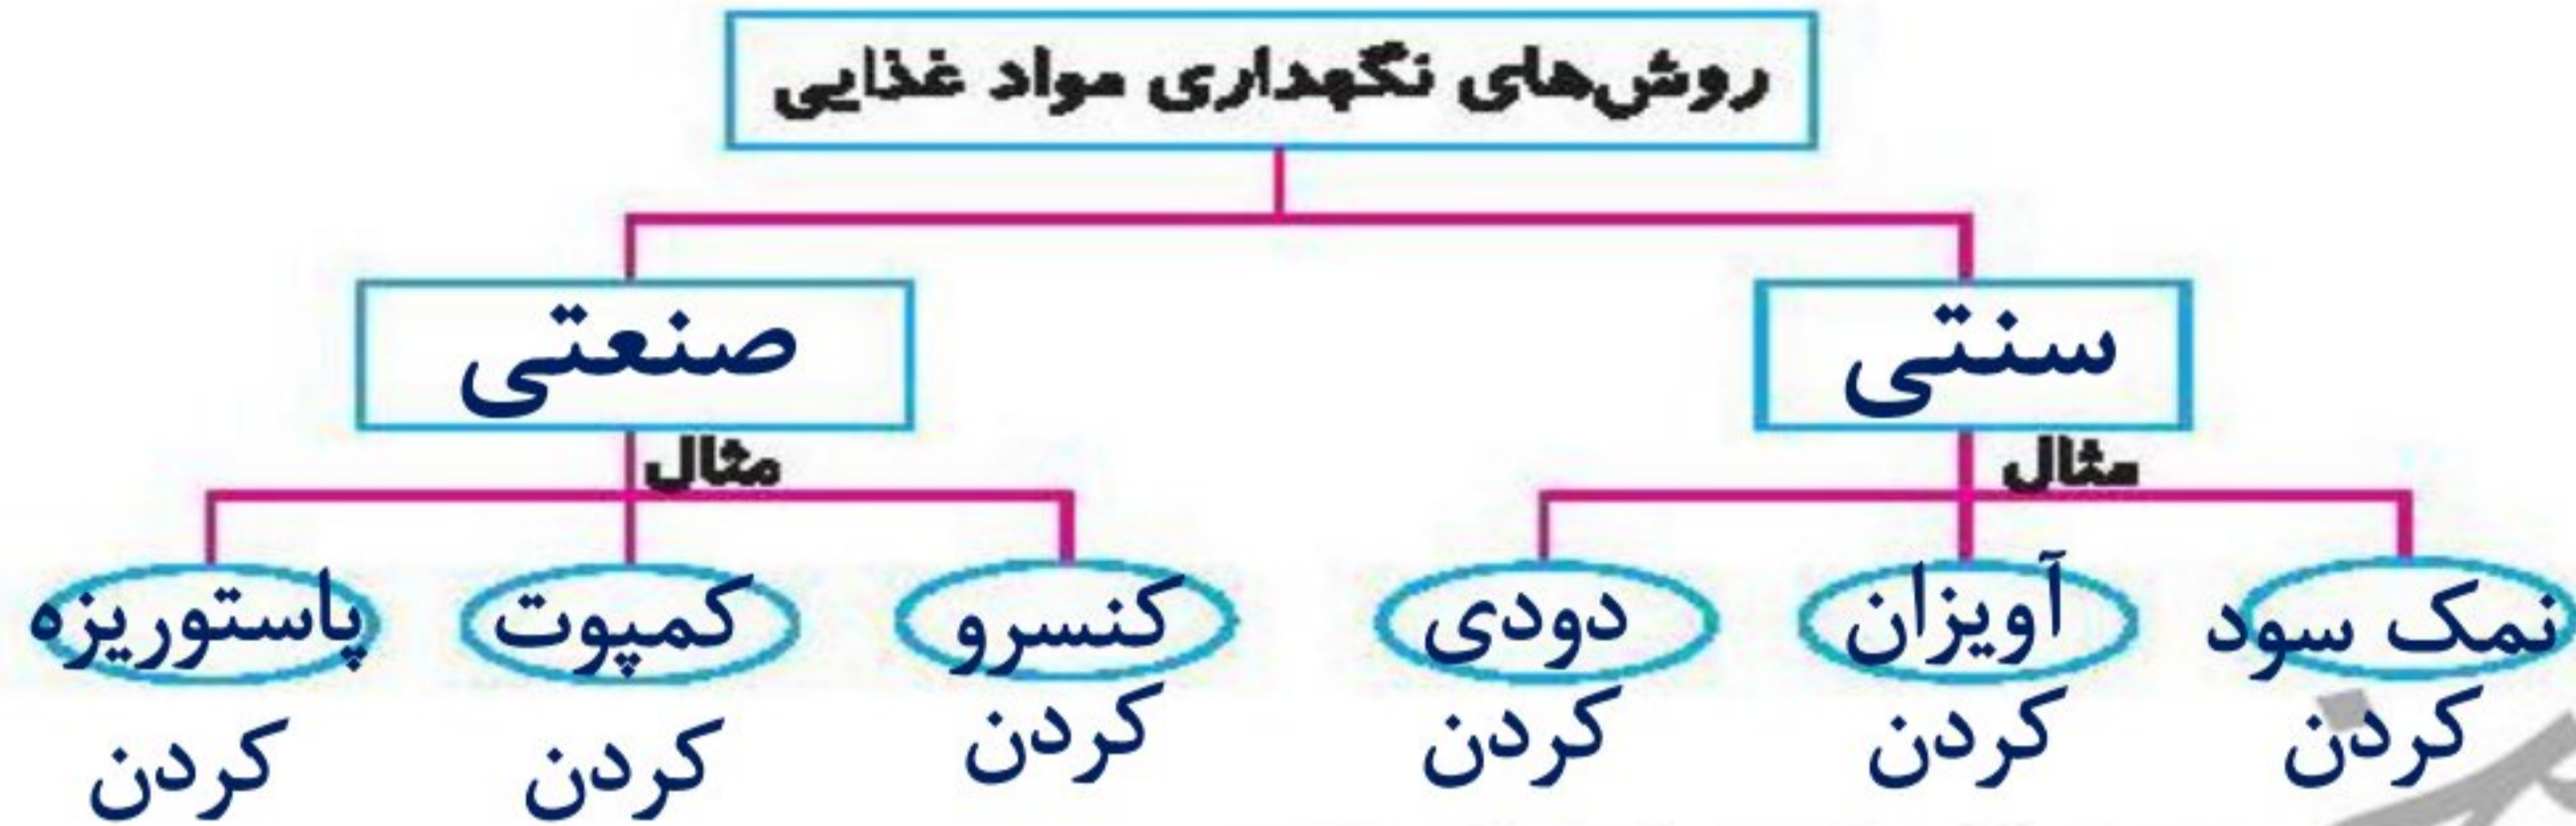 روش‌های نگهداری مواد غذایی
سنتی
صنعتی
مثال
مثال
نمک سود کردن
آویزان کردن
دودی کردن
کنسرو کردن
کمپوت کردن
پاستوریزه کردن